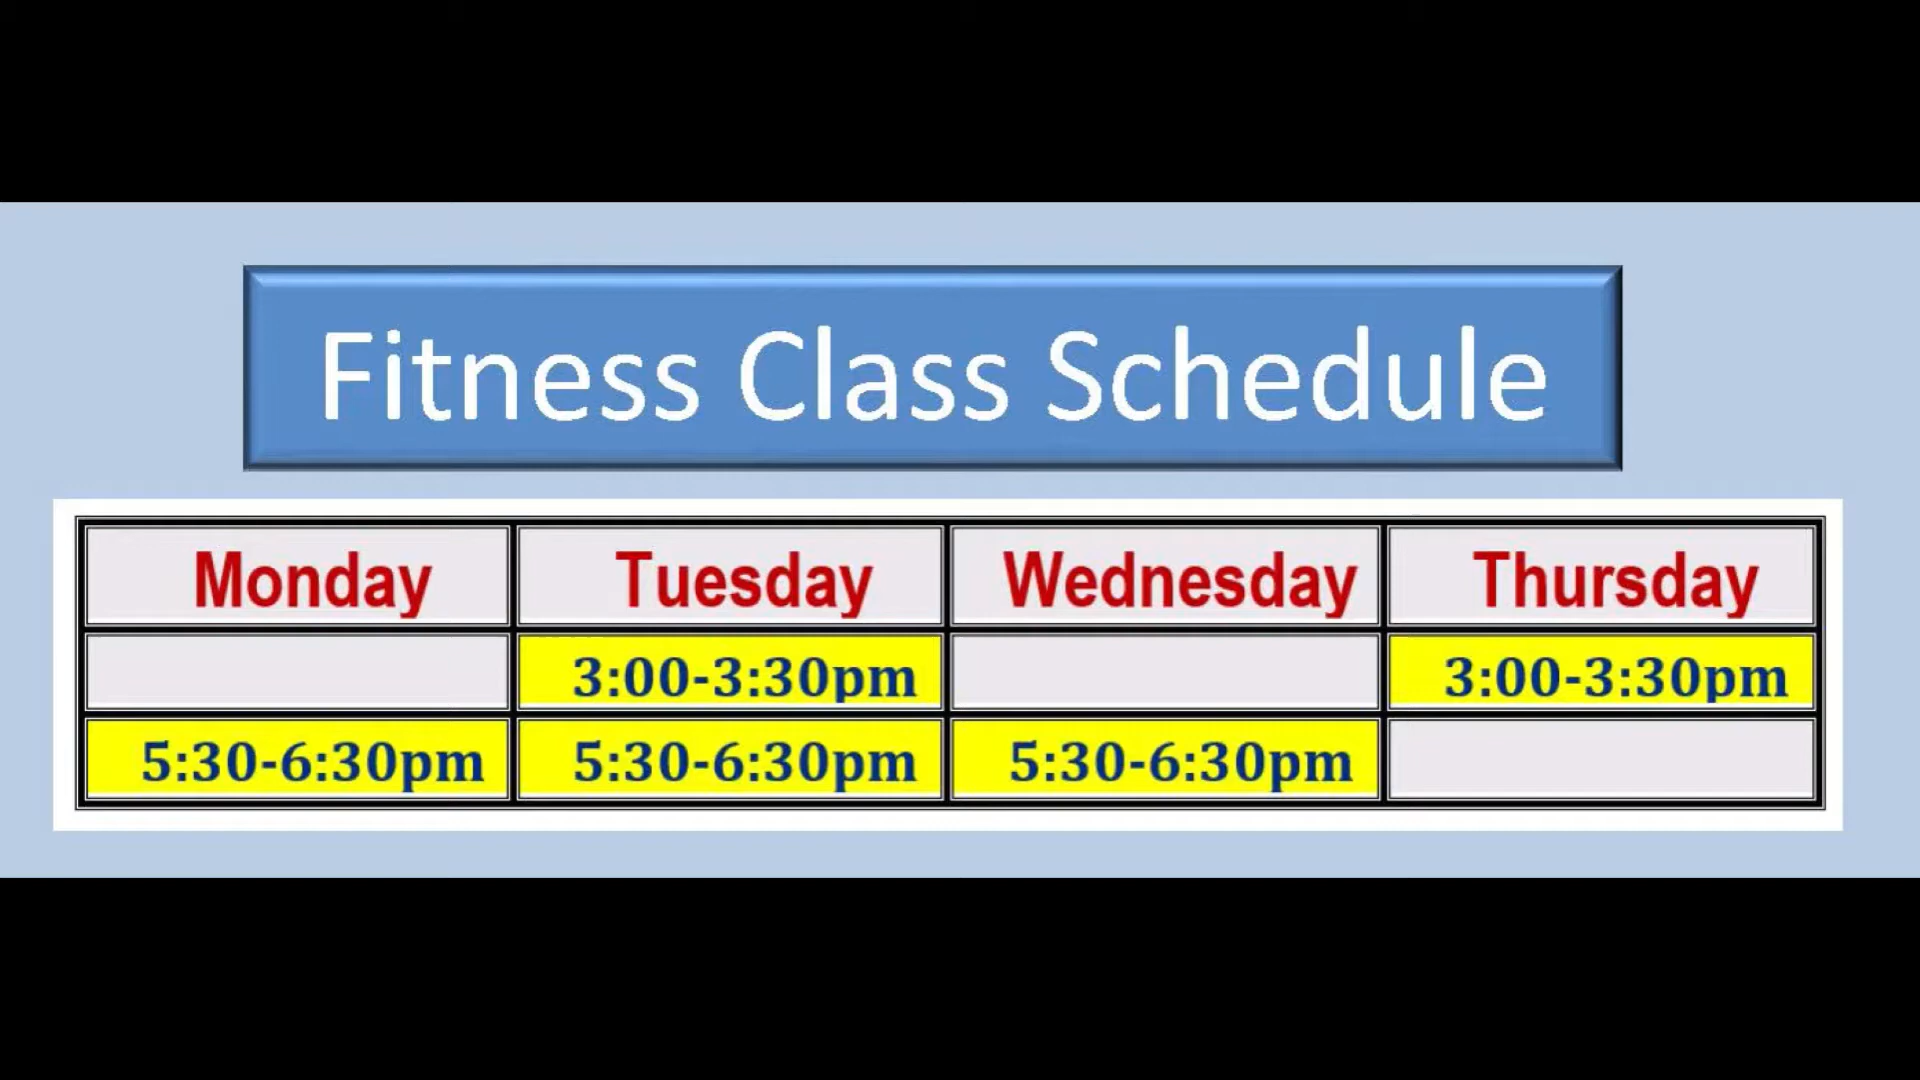 Fitness Class Schedule
Monday Tuesday Wednesday Thursday
3:00-3:30pm 3:00-3:30pm
5:30-6:30pm 5:30-6:30pm 5:30-6:30pm